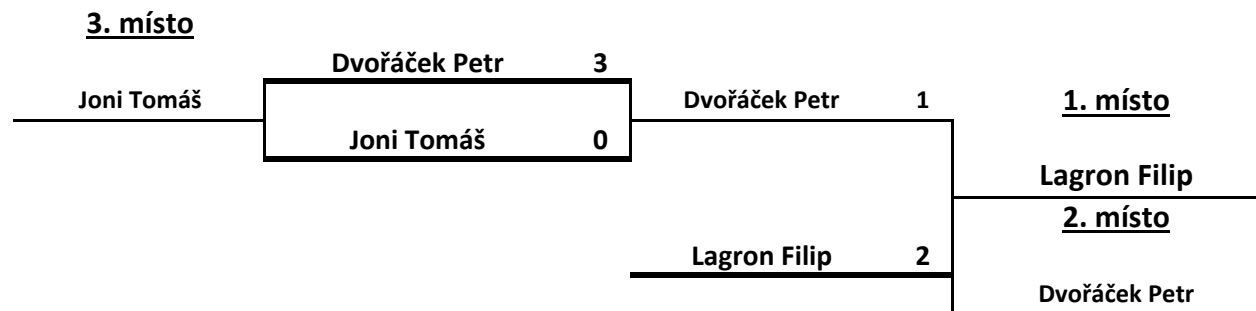 3. místo
Dvořáček Petr 3
Joni Tomáš
Dvořáček Petr 1
1. místo
Joni Tomáš 0
Lagron Filip
2. místo
Lagron Filip 2
Dvořáček Petr